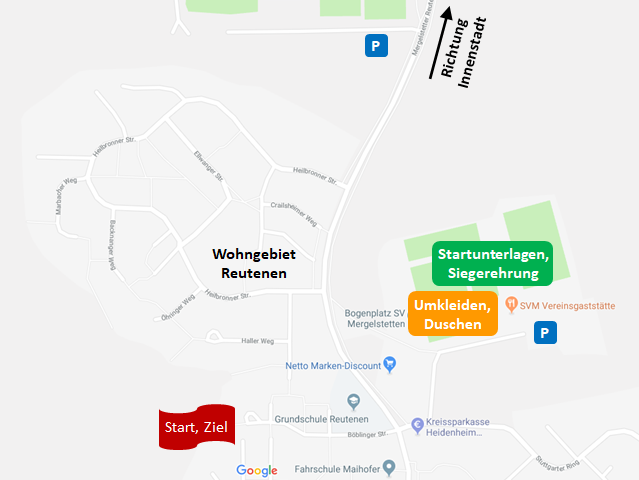 Mergelstetter Reute
Richtung
Innenstadt
P
Heilbronner Str.
Ellwanger Str.
Heilbronner Str.
Marbacher Weg
Crailsheimer Weg
Backnanger Weg
Wohngebiet
Reutenen
Startunterlagen,
Siegerehrung
Öhringer Weg
Heilbronner Str.
Umkleiden,
Duschen
SVM Vereinsgaststätte
Bogenplatz SV
Mergelstetten
P
Haller Weg
Netto Marken-Discount
Start, Ziel
Grundschule Reutenen
Böblinger Str.
Kreissparkasse
Heidenheim...
Google
Fahrschule Maihofer
Stuttgarter Ring